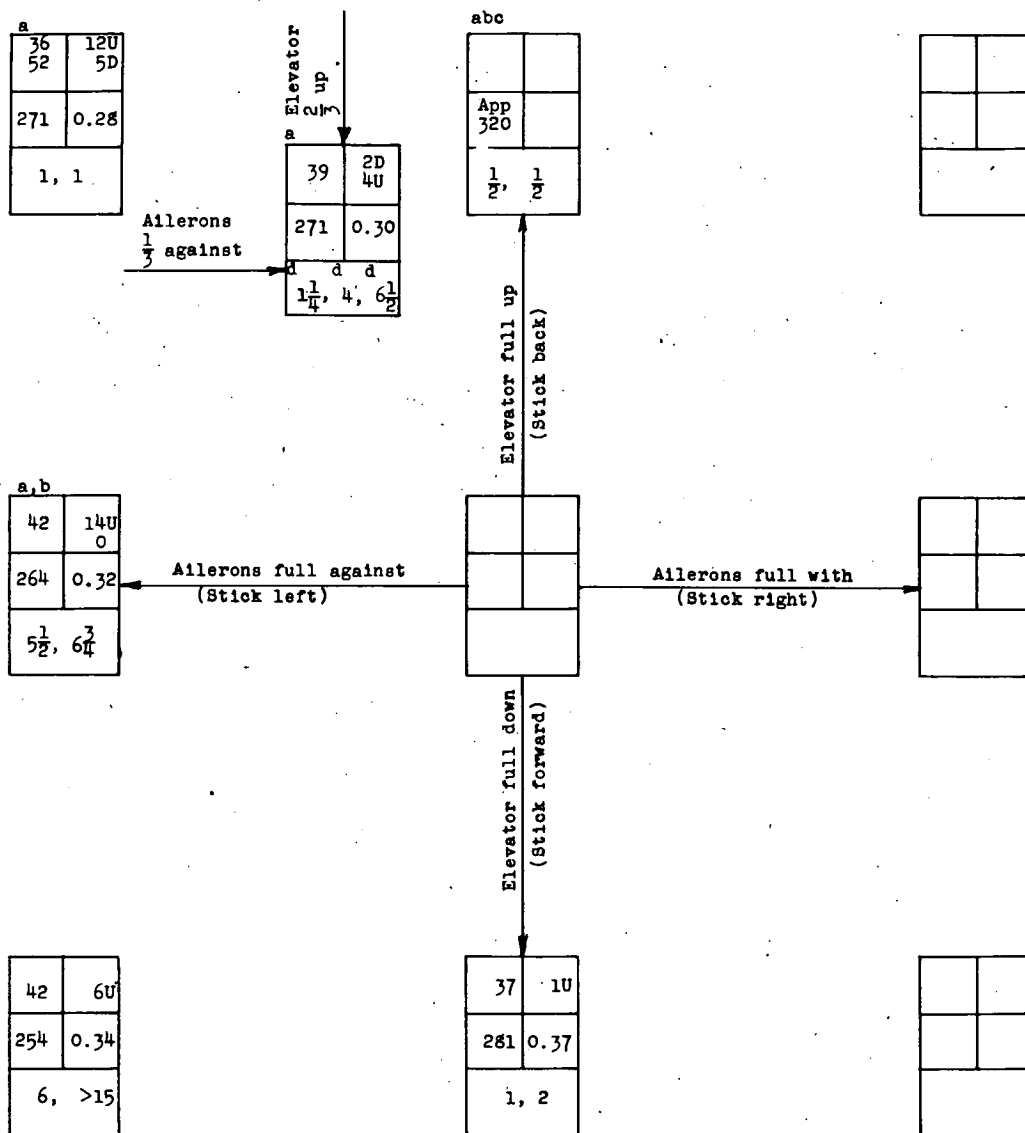 a
36 12U
52 5D
271 0.28
1, 1
Elevator
2/3 up
a
39 2D
4U
271 0.30
d d d
1 1/4, 4, 6 1/2
Ailerons
1/3 against
abc
App
320
1/2, 1/2
Elevator full up
(Stick back)
a,b
42 14U
0
264 0.32
5 1/2, 6 3/4
Ailerons full against
(Stick left)
Ailerons full with
(Stick right)
Elevator full down
(Stick forward)
42 6U
254 0.34
6, >15
37 1U
281 0.37
1, 2